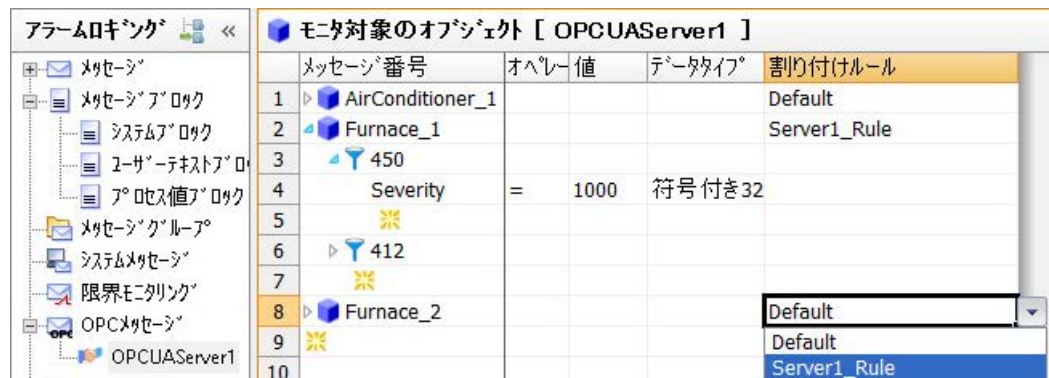 アラームロギング «
メッセージ
メッセージブロック
システムブロック
ユーザーテキストブロ
プロセス値ブロック
メッセージグループ
システムメッセージ
限界モニタリング
OPCメッセージ
OPCUAServer1
モニタ対象のオブジェクト [ OPCUAServer1 ]
メッセージ番号 オペレー 値 データタイプ 割り付けルール
1 AirConditioner_1 Default
2 Furnace_1 Server1_Rule
3 450
4 Severity = 1000 符号付き32
5
6 412
7
8 Furnace_2 Default
9 Default
10 Server1_Rule